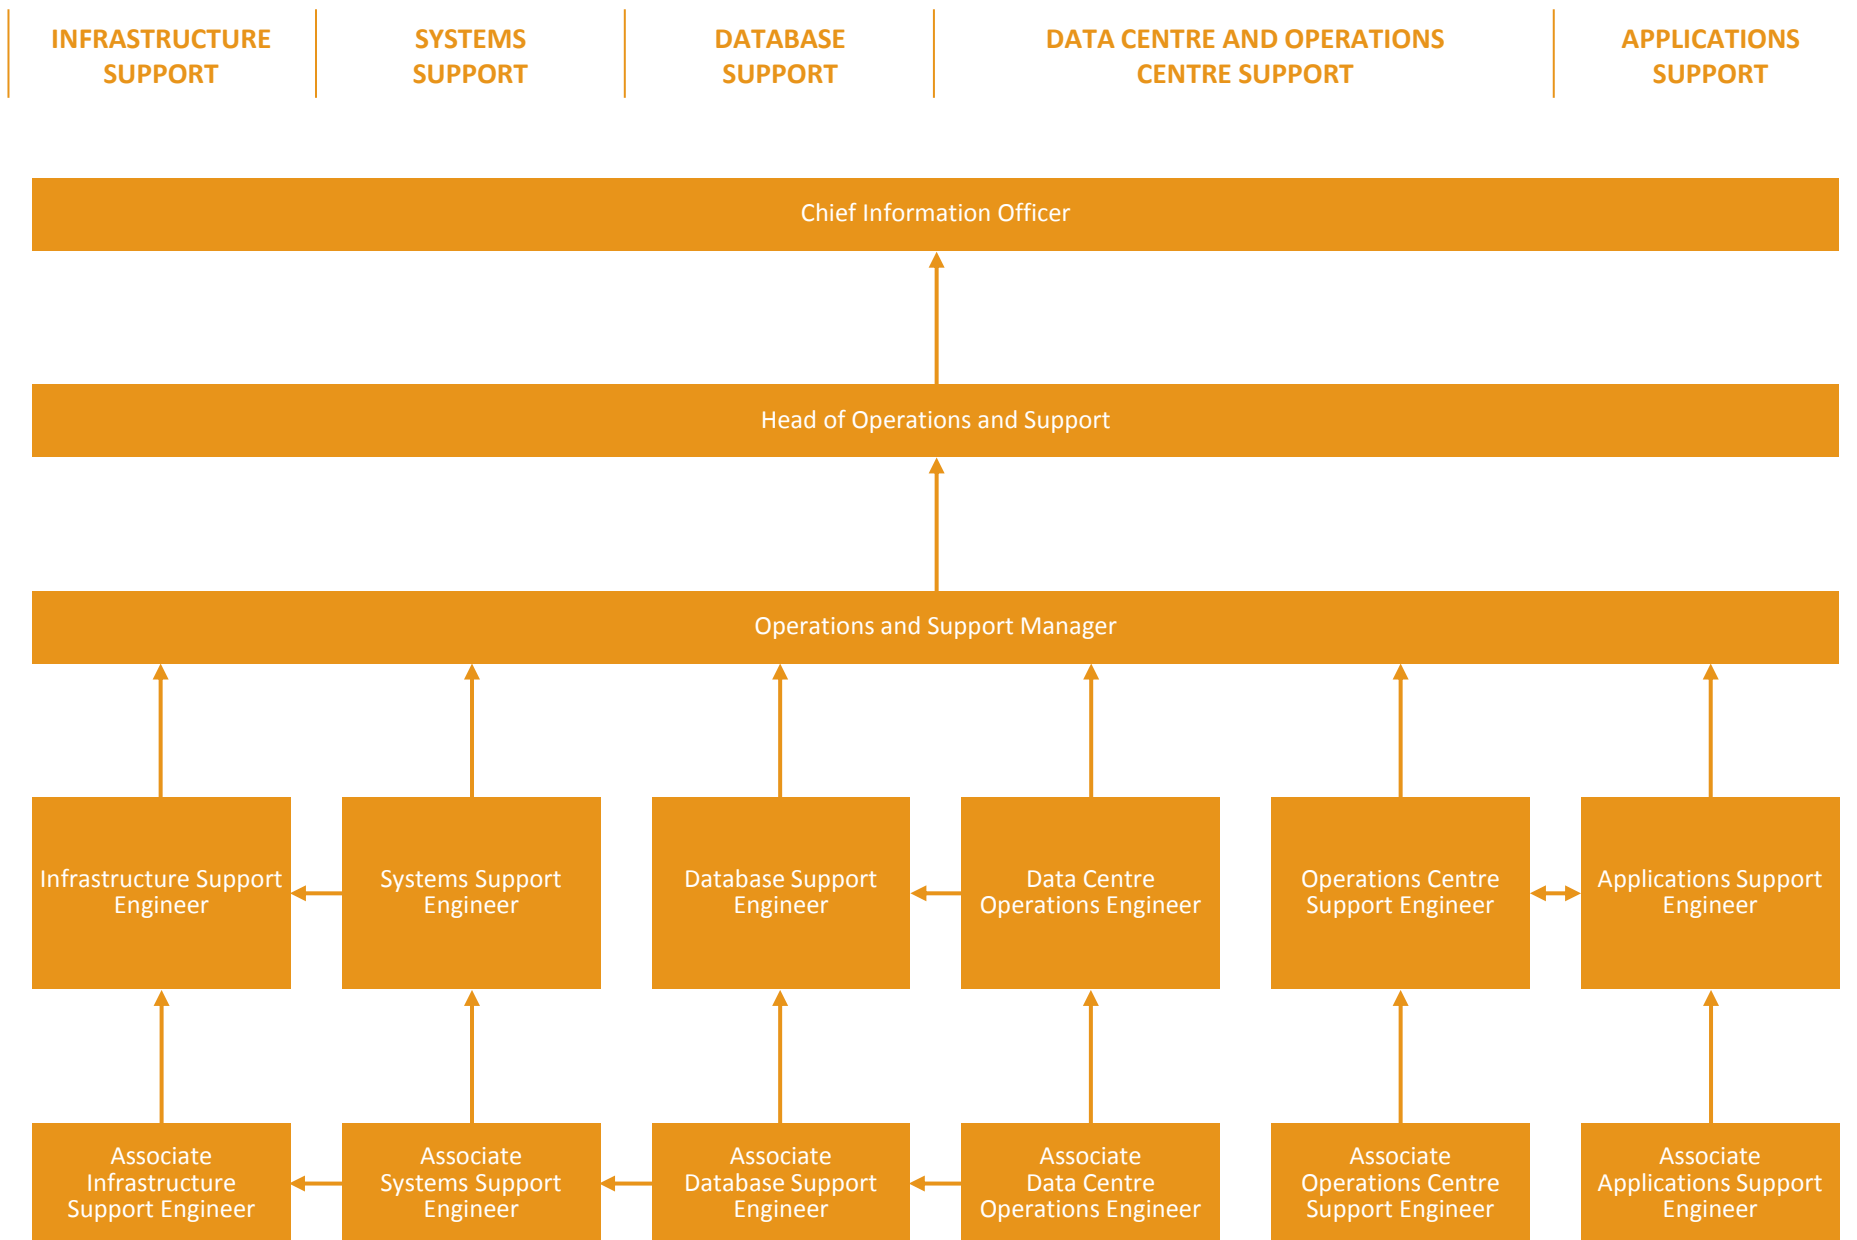 INFRASTRUCTURE
SUPPORT
SYSTEMS
SUPPORT
DATABASE
SUPPORT
DATA CENTRE AND OPERATIONS
CENTRE SUPPORT
APPLICATIONS
SUPPORT
Chief Information Officer
Head of Operations and Support
Operations and Support Manager
Infrastructure Support
Engineer
Systems Support
Engineer
Database Support
Engineer
Data Centre
Operations Engineer
Operations Centre
Support Engineer
Applications Support
Engineer
Associate
Infrastructure
Support Engineer
Associate
Systems Support
Engineer
Associate
Database Support
Engineer
Associate
Data Centre
Operations Engineer
Associate
Operations Centre
Support Engineer
Associate
Applications Support
Engineer